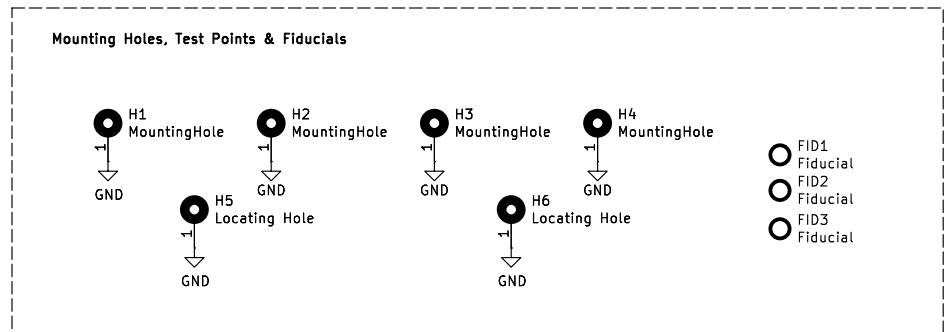 Mounting Holes, Test Points & Fiducials
H1
MountingHole
1
GND
H2
MountingHole
1
GND
H3
MountingHole
1
GND
H4
MountingHole
1
GND
H5
Locating Hole
1
GND
H6
Locating Hole
1
GND
FID1
Fiducial
FID2
Fiducial
FID3
Fiducial